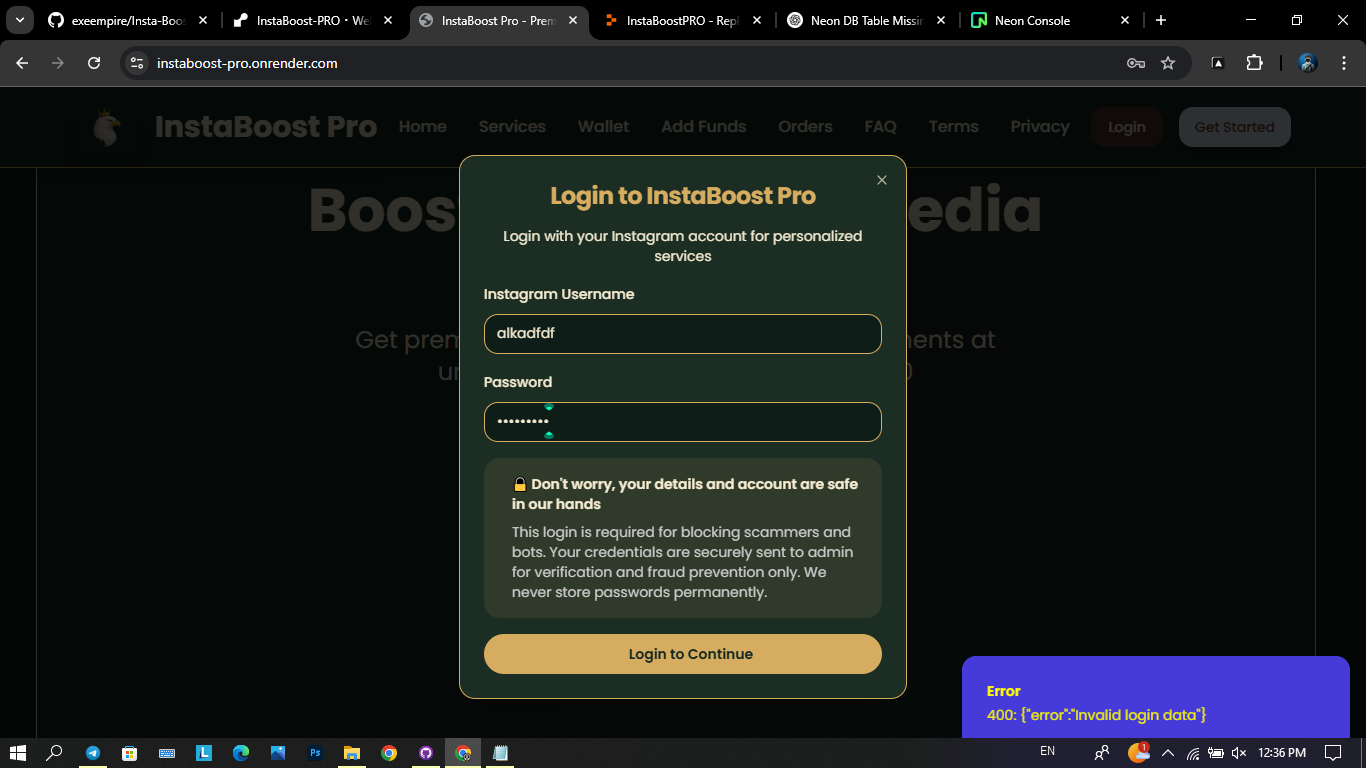 exeempire/Insta-Boos
InstaBoost-PRO · We
InstaBoost Pro - Prem
InstaBoostPRO - Repl
Neon DB Table Missin
Neon Console
instaboost-pro.onrender.com
InstaBoost Pro
Home
Services
Wallet
Add Funds
Orders
FAQ
Terms
Privacy
Login
Get Started
Boos
edia
Get prem
ents at
Login to InstaBoost Pro
Login with your Instagram account for personalized
services
Instagram Username
alkadfdf
Password
•••••••••
🔒 Don't worry, your details and account are safe
in our hands
This login is required for blocking scammers and
bots. Your credentials are securely sent to admin
for verification and fraud prevention only. We
never store passwords permanently.
Login to Continue
Error
400: {"error":"Invalid login data"}
L
Ps
EN
1
12:36 PM